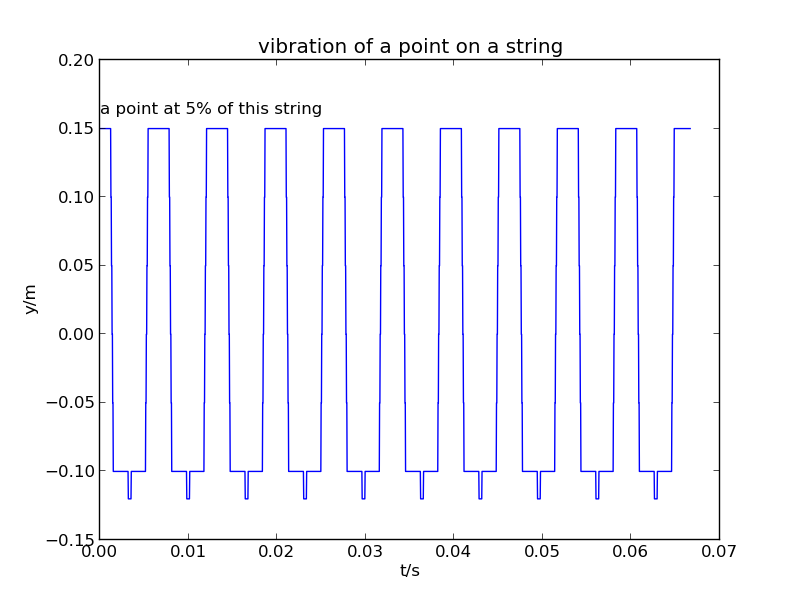 vibration of a point on a string
0.20
a point at 5% of this string
0.15
0.10
0.05
y/m
0.00
−0.05
−0.10
−0.15
0.00 0.01 0.02 0.03 0.04 0.05 0.06 0.07
t/s